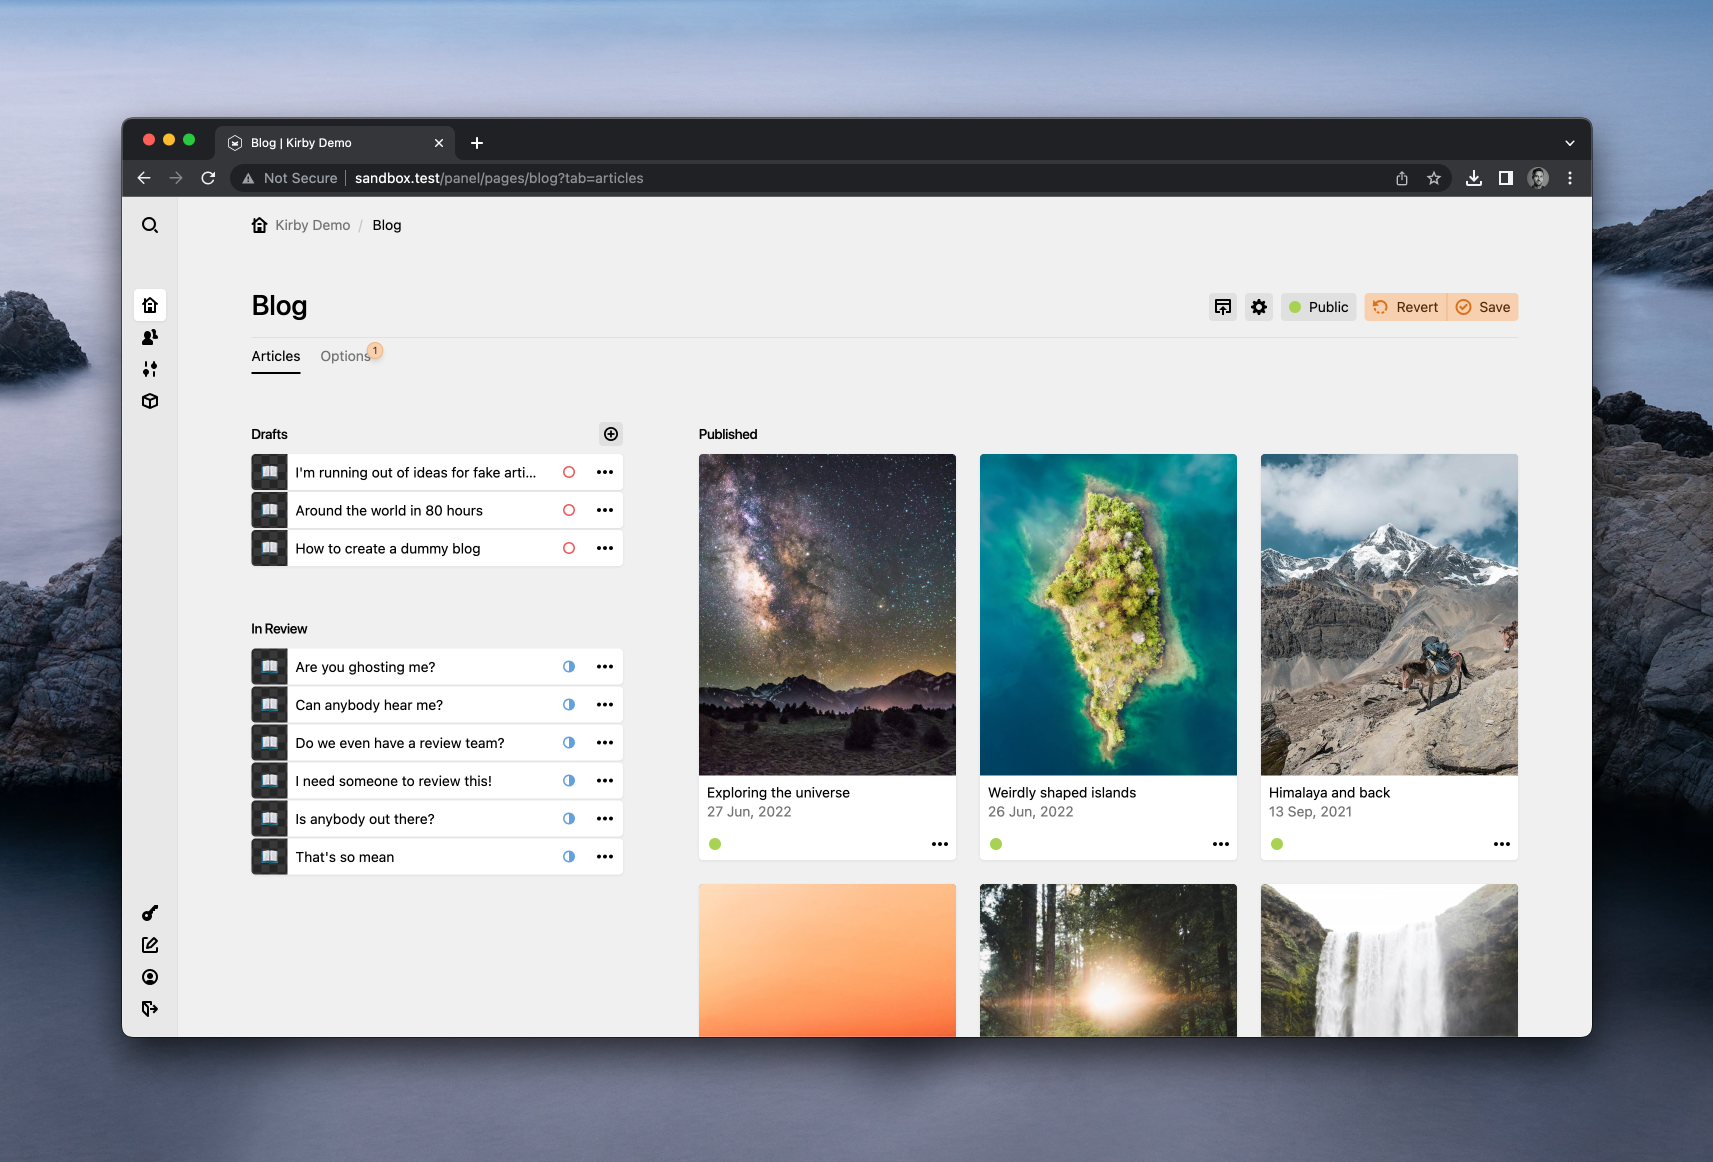 Blog | Kirby Demo
Not Secure
sandbox.test/panel/pages/blog?tab=articles
Kirby Demo / Blog
Blog
Public
Revert
Save
Articles
Options
1
Drafts
I'm running out of ideas for fake arti...
Around the world in 80 hours
How to create a dummy blog
In Review
Are you ghosting me?
Can anybody hear me?
Do we even have a review team?
I need someone to review this!
Is anybody out there?
That's so mean
Published
Exploring the universe
27 Jun, 2022
Weirdly shaped islands
26 Jun, 2022
Himalaya and back
13 Sep, 2021